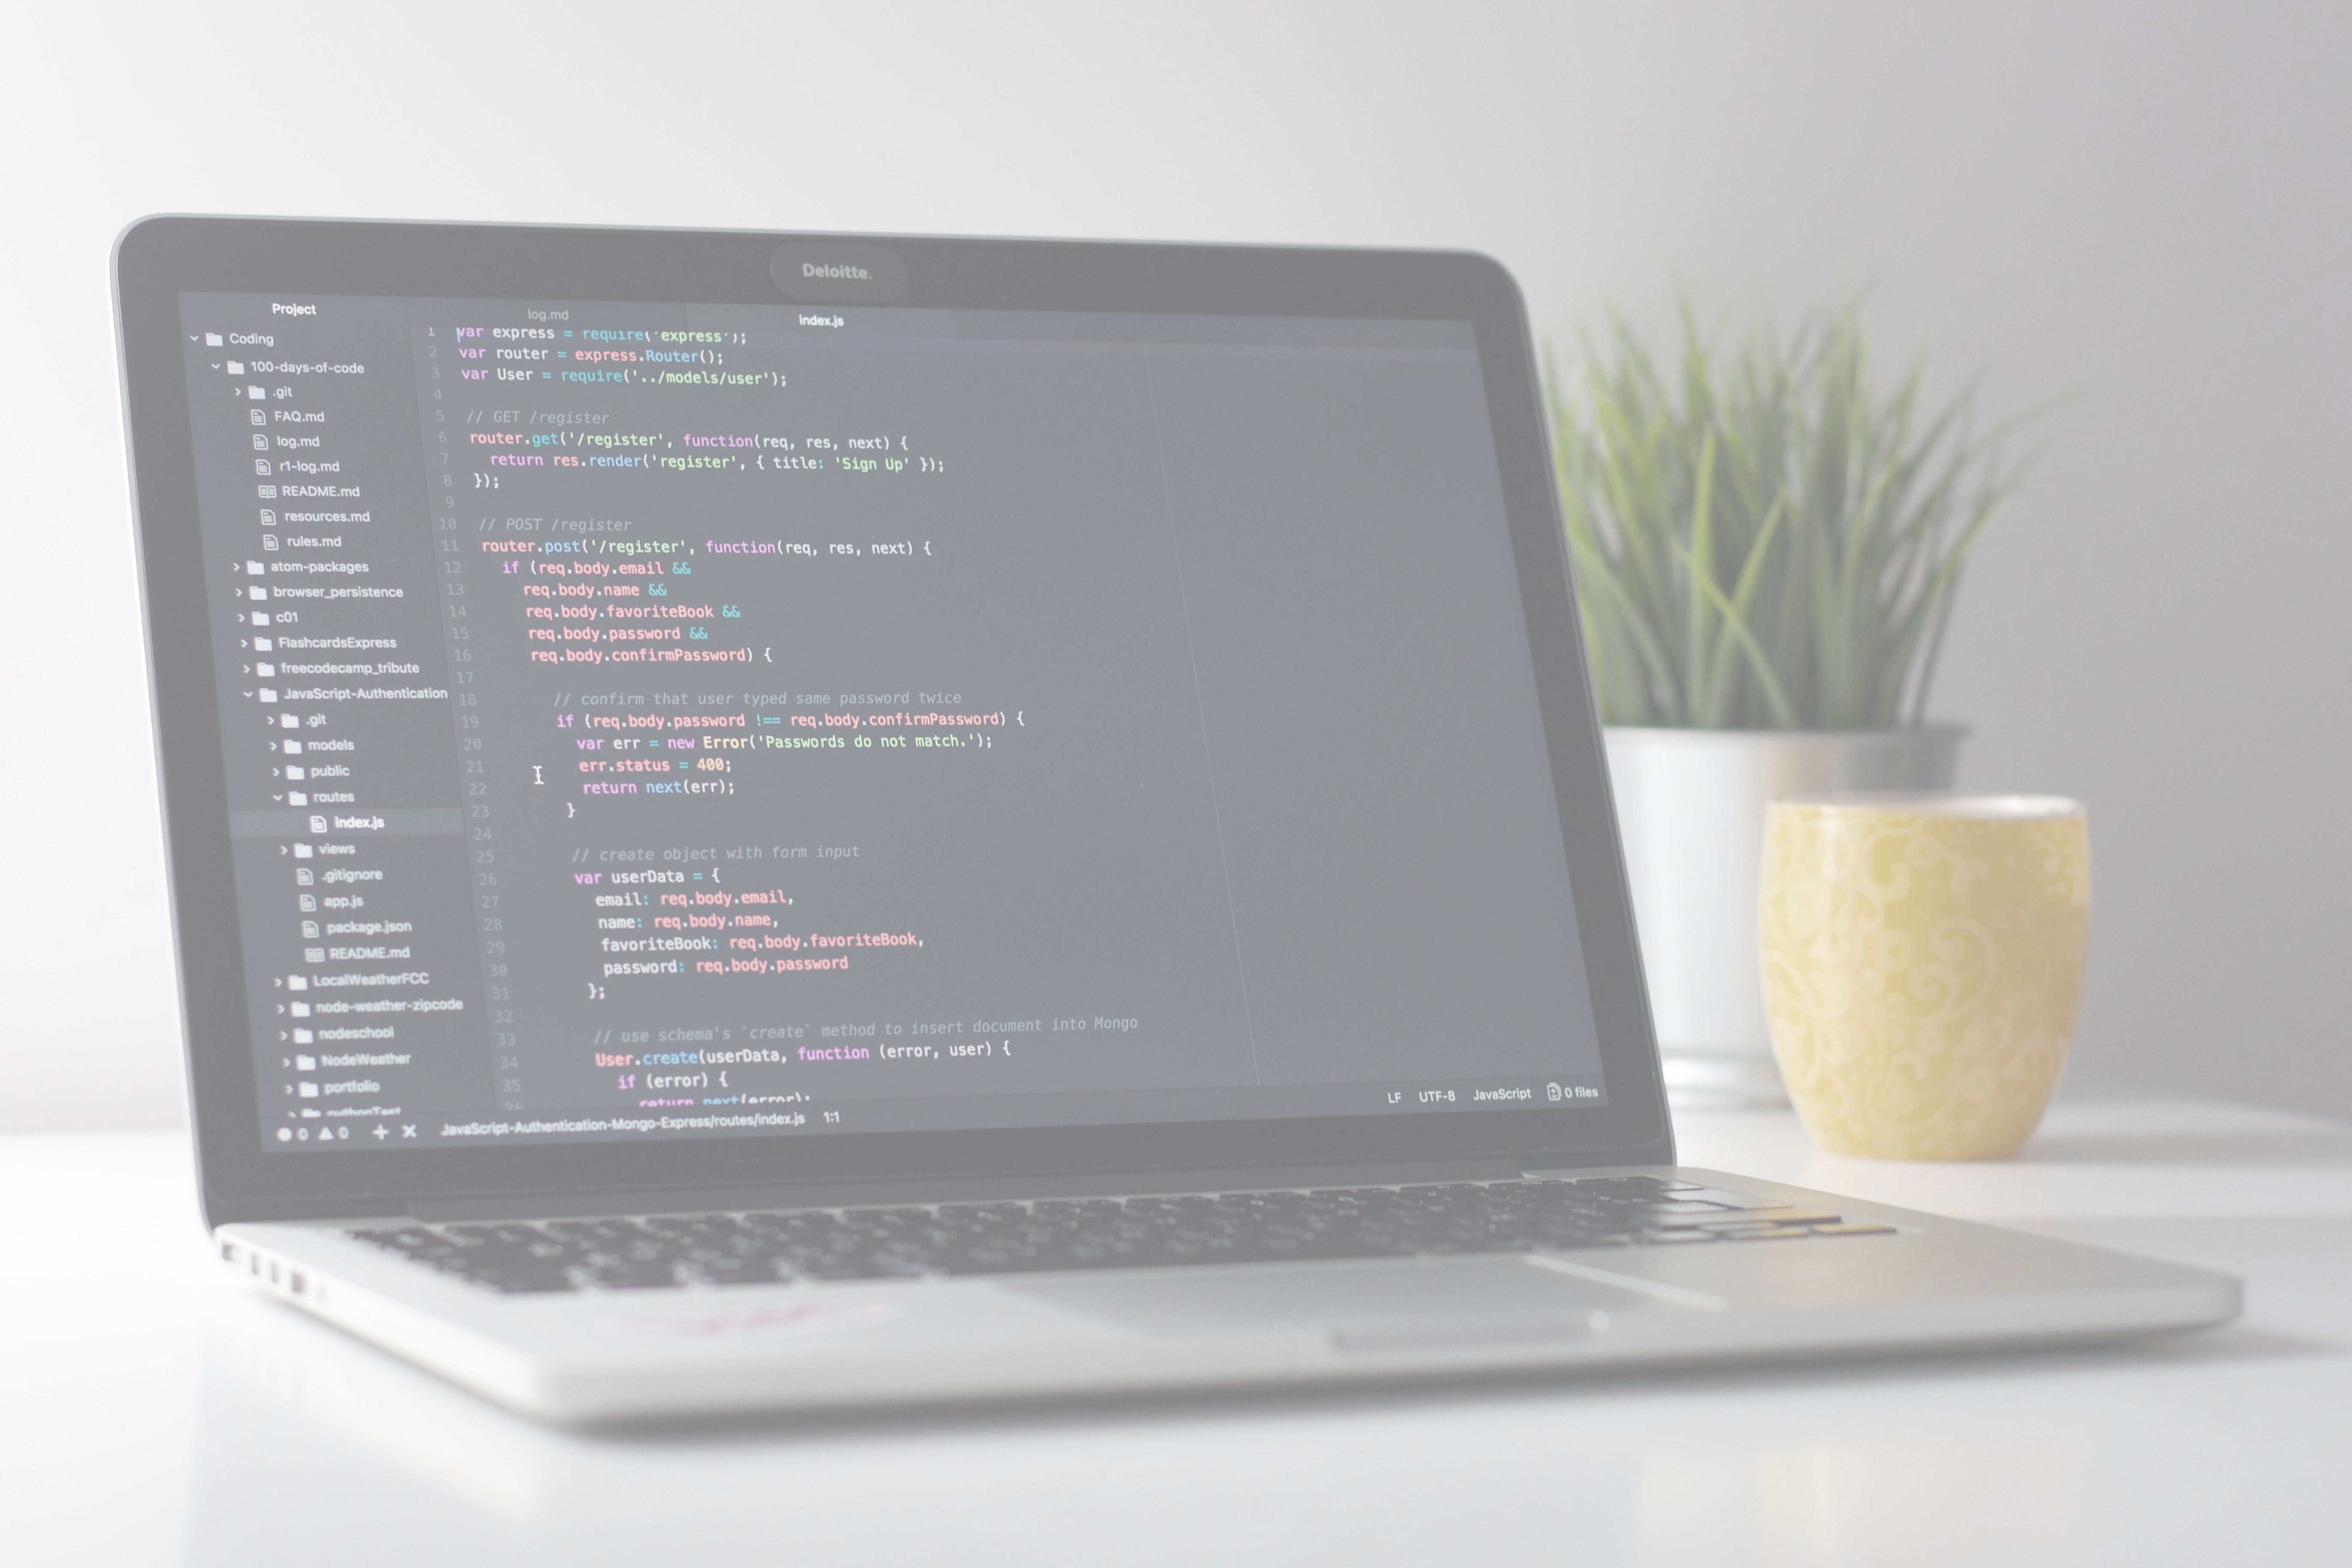 Deloitte.
Project
Coding
100-days-of-code
.git
FAQ.md
log.md
r1-log.md
README.md
resources.md
rules.md
atom-packages
browser_persistence
c01
FlashcardsExpress
freecodecamp_tribute
JavaScript-Authentication
.git
models
public
routes
index.js
views
.gitignore
app.js
package.json
README.md
LocalWeatherFCC
node-weather-zipcode
nodeschool
NodeWeather
portfolio
pythonTest
log.md
index.js
1 var express = require('express');
2 var router = express.Router();
3 var User = require('../models/user');
4
5 // GET /register
6 router.get('/register', function(req, res, next) {
7 return res.render('register', { title: 'Sign Up' });
8 });
9
10 // POST /register
11 router.post('/register', function(req, res, next) {
12 if (req.body.email &&
13 req.body.name &&
14 req.body.favoriteBook &&
15 req.body.password &&
16 req.body.confirmPassword) {
17
18 // confirm that user typed same password twice
19 if (req.body.password !== req.body.confirmPassword) {
20 var err = new Error('Passwords do not match.');
21 err.status = 400;
22 return next(err);
23 }
24
25 // create object with form input
26 var userData = {
27 email: req.body.email,
28 name: req.body.name,
29 favoriteBook: req.body.favoriteBook,
30 password: req.body.password
31 };
32
33 // use schema's `create` method to insert document into Mongo
34 User.create(userData, function (error, user) {
35 if (error) {
36 return next(error);
0 0 JavaScript-Authentication-Mongo-Express/routes/index.js 1:1 LF UTF-8 JavaScript 0 files